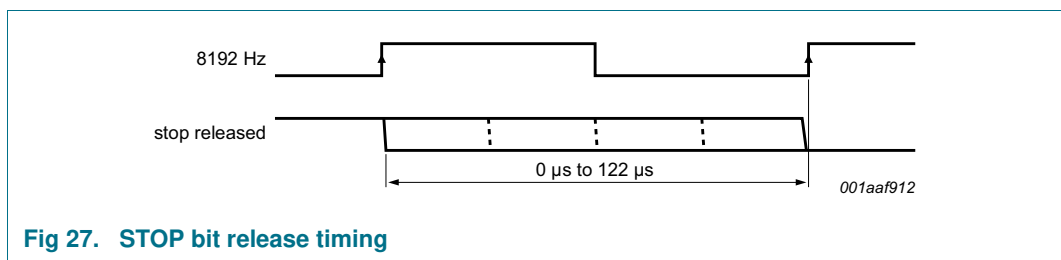 8192 Hz
stop released
0 μs to 122 μs
001aaf912
Fig 27. STOP bit release timing